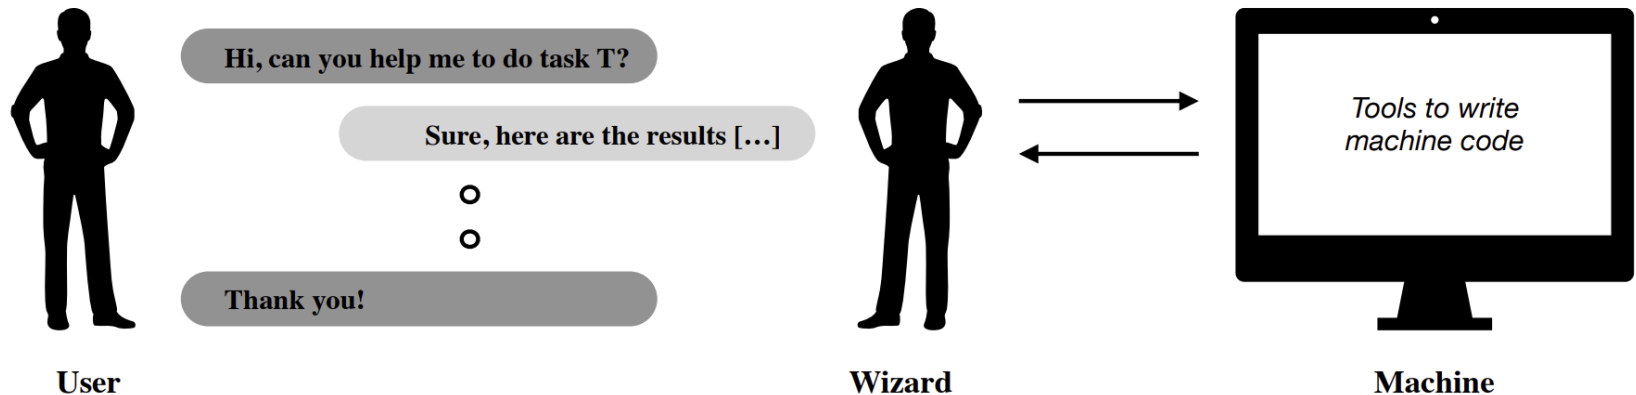 Hi, can you help me to do task T?
Sure, here are the results […]
Thank you!
Tools to write
machine code
User
Wizard
Machine